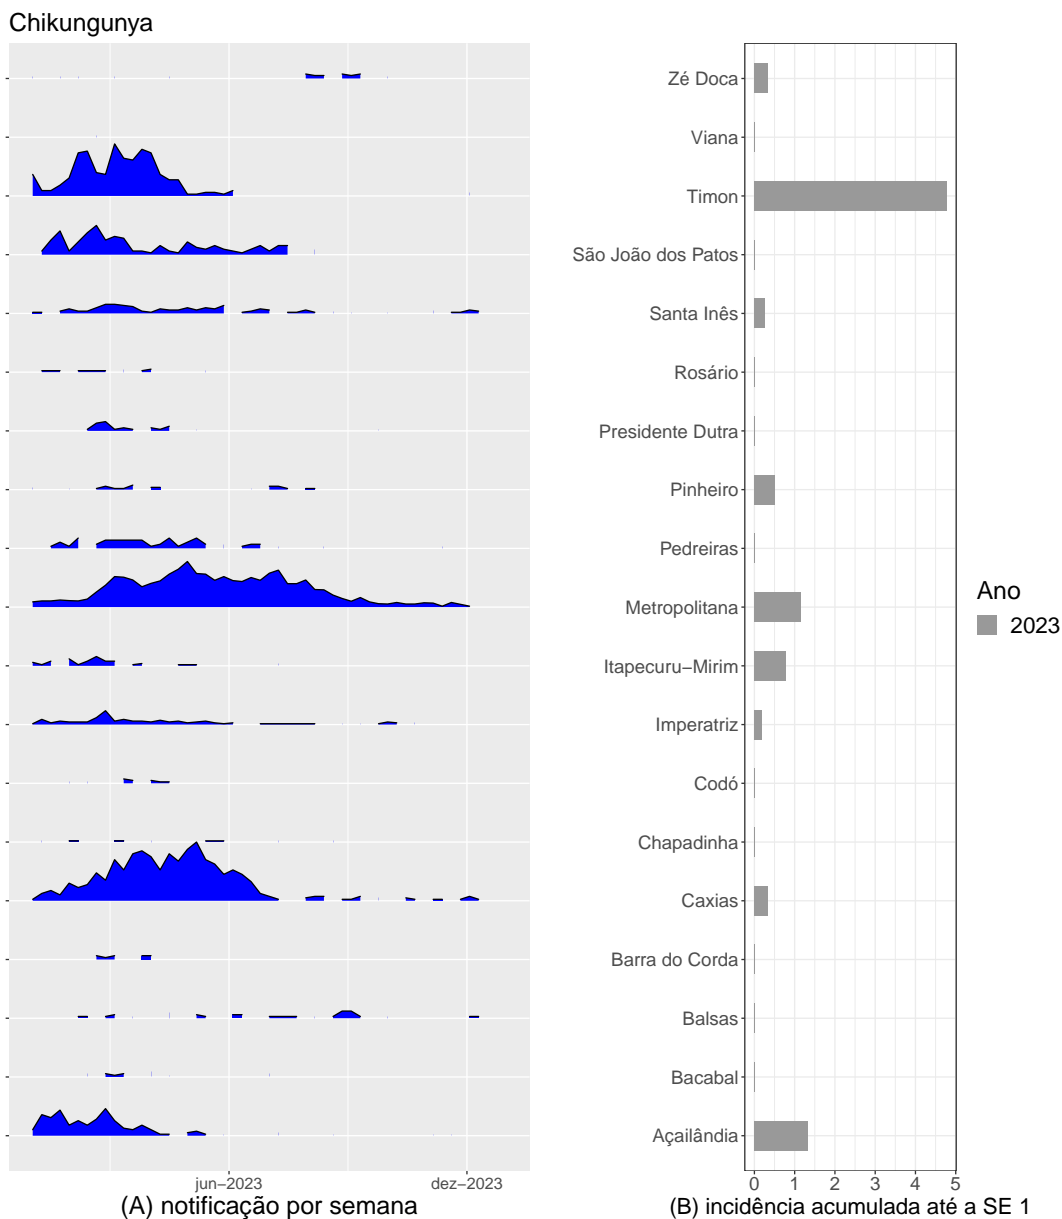 Chikungunya
Zé Doca
Viana
Timon
São João dos Patos
Santa Inês
Rosário
Presidente Dutra
Pinheiro
Pedreiras
Metropolitana
Itapecuru−Mirim
Imperatriz
Codó
Chapadinha
Caxias
Barra do Corda
Balsas
Bacabal
Açailândia
Ano
2023
jun−2023 dez−2023
0 1 2 3 4 5
(A) notificação por semana
(B) incidência acumulada até a SE 1